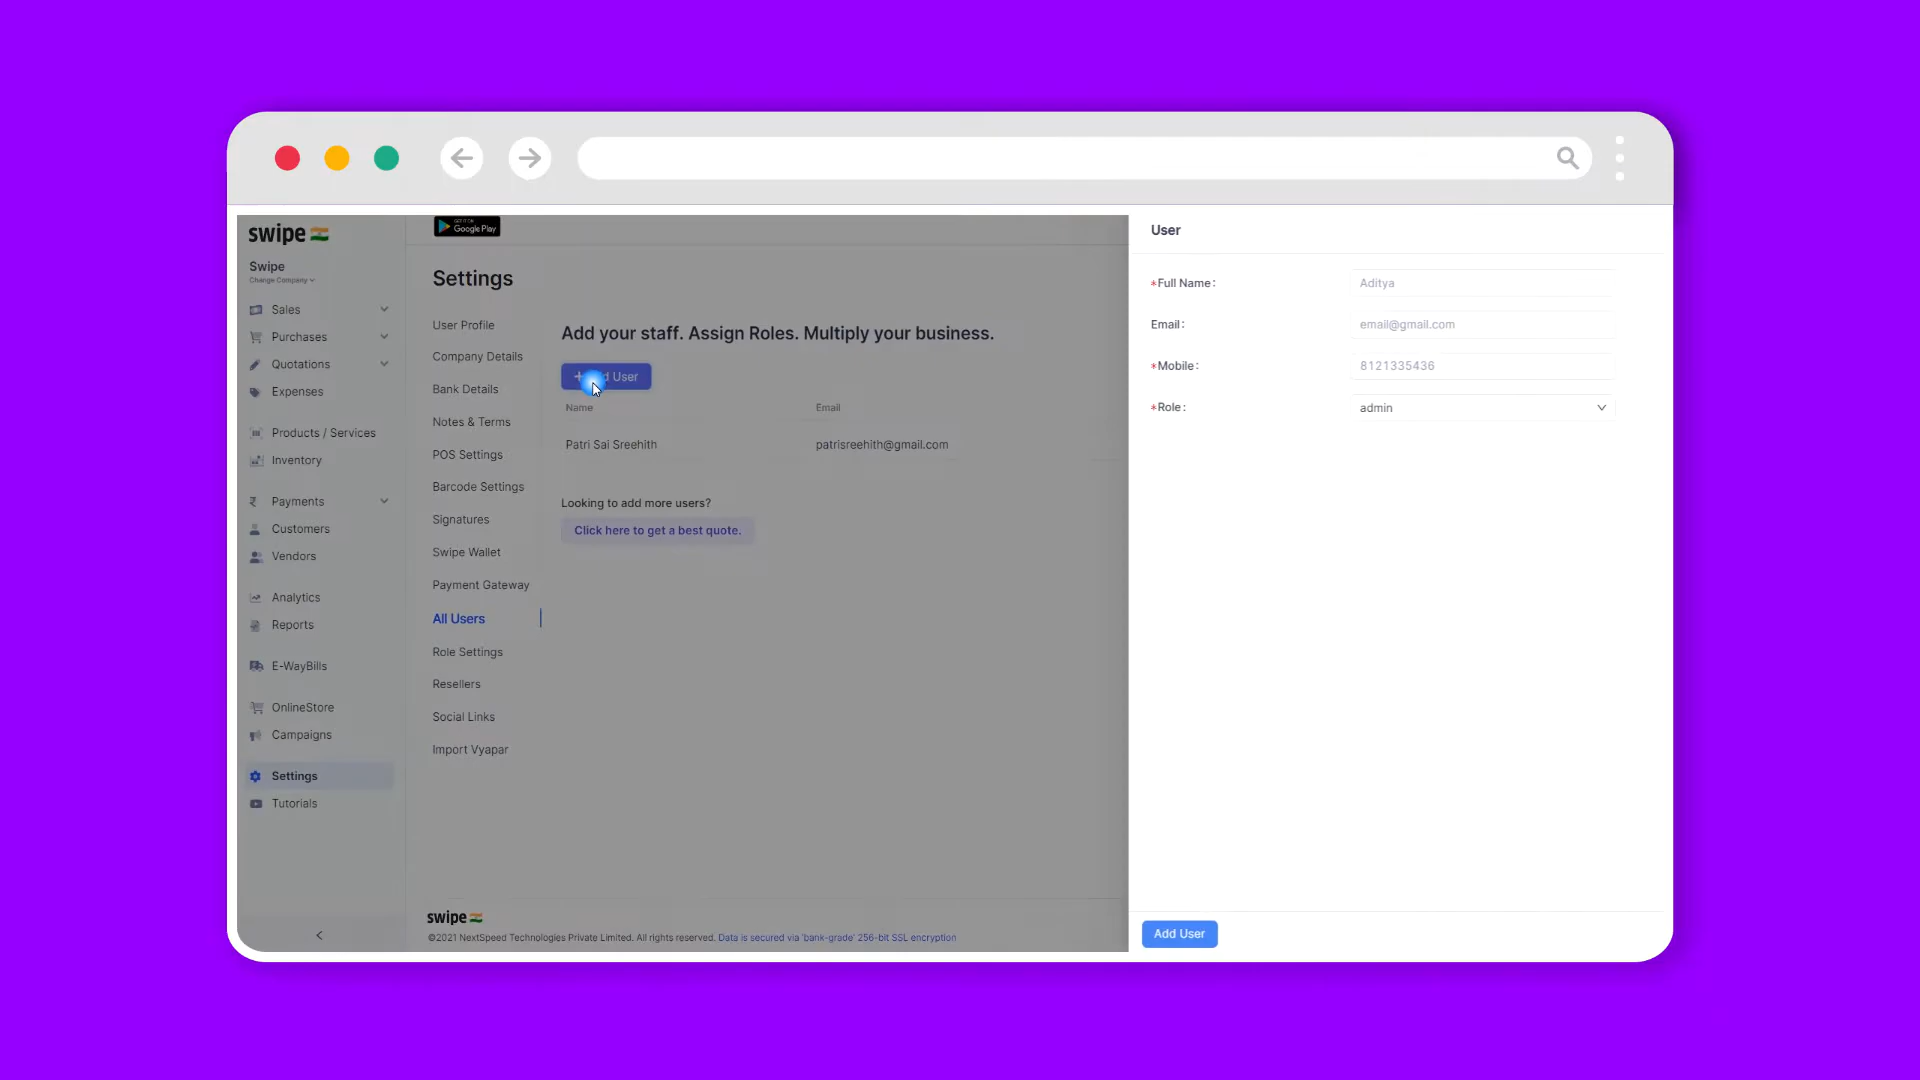 swipe
Swipe
Change Company
Sales
Purchases
Quotations
Expenses
Products / Services
Inventory
Payments
Customers
Vendors
Analytics
Reports
E-WayBills
OnlineStore
Campaigns
Settings
Tutorials
GET IT ON
Google Play
Settings
User Profile
Company Details
Bank Details
Notes & Terms
POS Settings
Barcode Settings
Signatures
Swipe Wallet
Payment Gateway
All Users
Role Settings
Resellers
Social Links
Import Vyapar
Add your staff. Assign Roles. Multiply your business.
User
Name Email
Patri Sai Sreehith patrisreehith@gmail.com
Looking to add more users?
Click here to get a best quote.
swipe
©2021 NextSpeed Technologies Private Limited. All rights reserved. Data is secured via 'bank-grade' 256-bit SSL encryption
User
*Full Name: Aditya
Email: email@gmail.com
*Mobile: 8121335436
*Role: admin
Add User